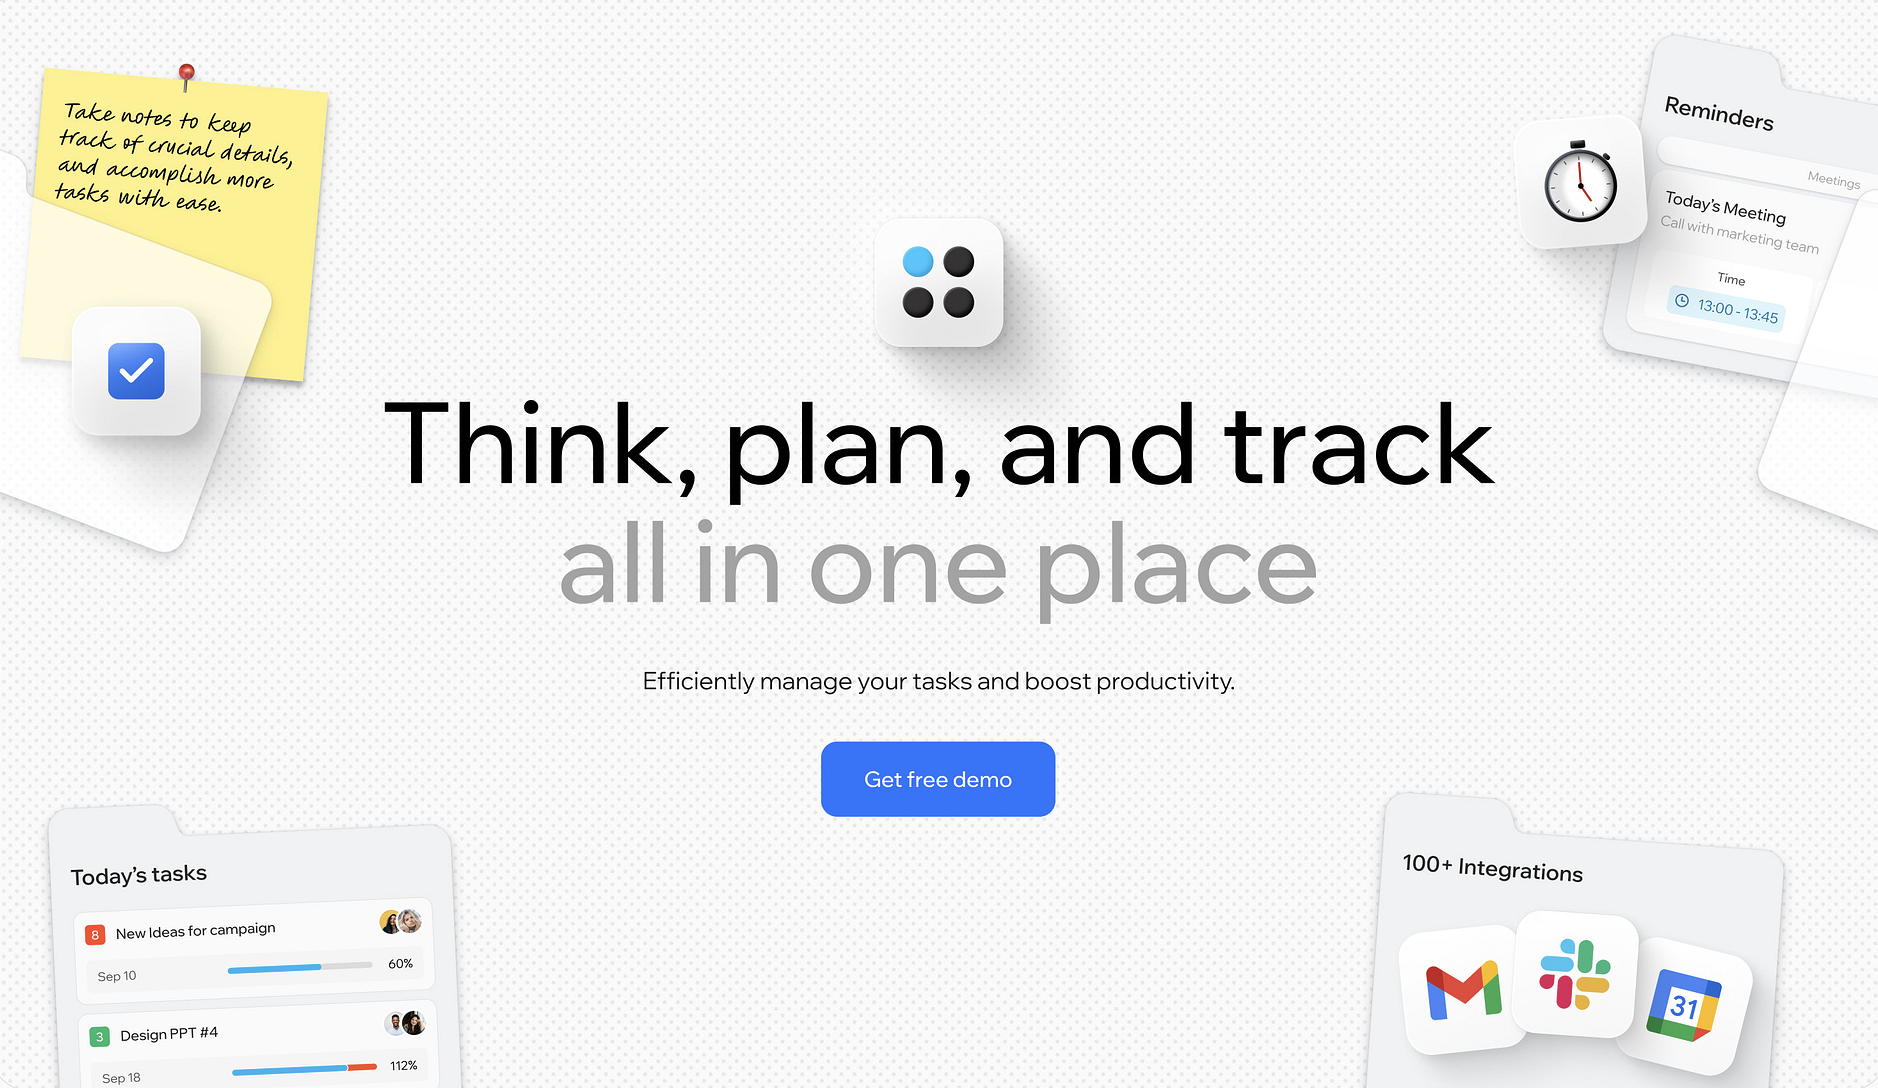 Take notes to keep
track of crucial details,
and accomplish more
tasks with ease.
Reminders
Meetings
Today's Meeting
Call with marketing team
Time
13:00 - 13:45
Think, plan, and track
all in one place
Efficiently manage your tasks and boost productivity.
Get free demo
Today's tasks
8 New Ideas for campaign
Sep 10 60%
3 Design PPT #4
Sep 18 112%
100+ Integrations
31